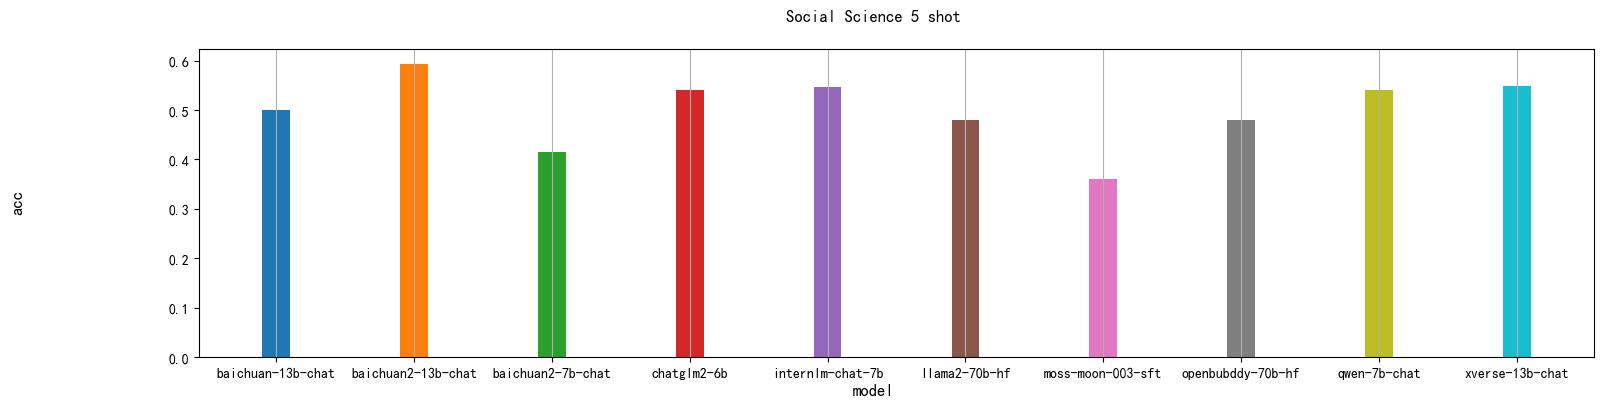 Social Science 5 shot
acc
0.6
0.5
0.4
0.3
0.2
0.1
0.0
baichuan-13b-chat baichuan2-13b-chat baichuan2-7b-chat chatglm2-6b internlm-chat-7b llama2-70b-hf moss-moon-003-sft openbubddy-70b-hf qwen-7b-chat xverse-13b-chat
model